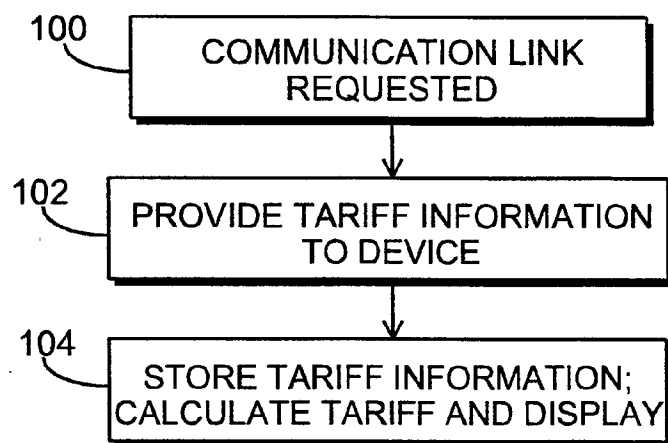 100
COMMUNICATION LINK
REQUESTED
102
PROVIDE TARIFF INFORMATION
TO DEVICE
104
STORE TARIFF INFORMATION;
CALCULATE TARIFF AND DISPLAY